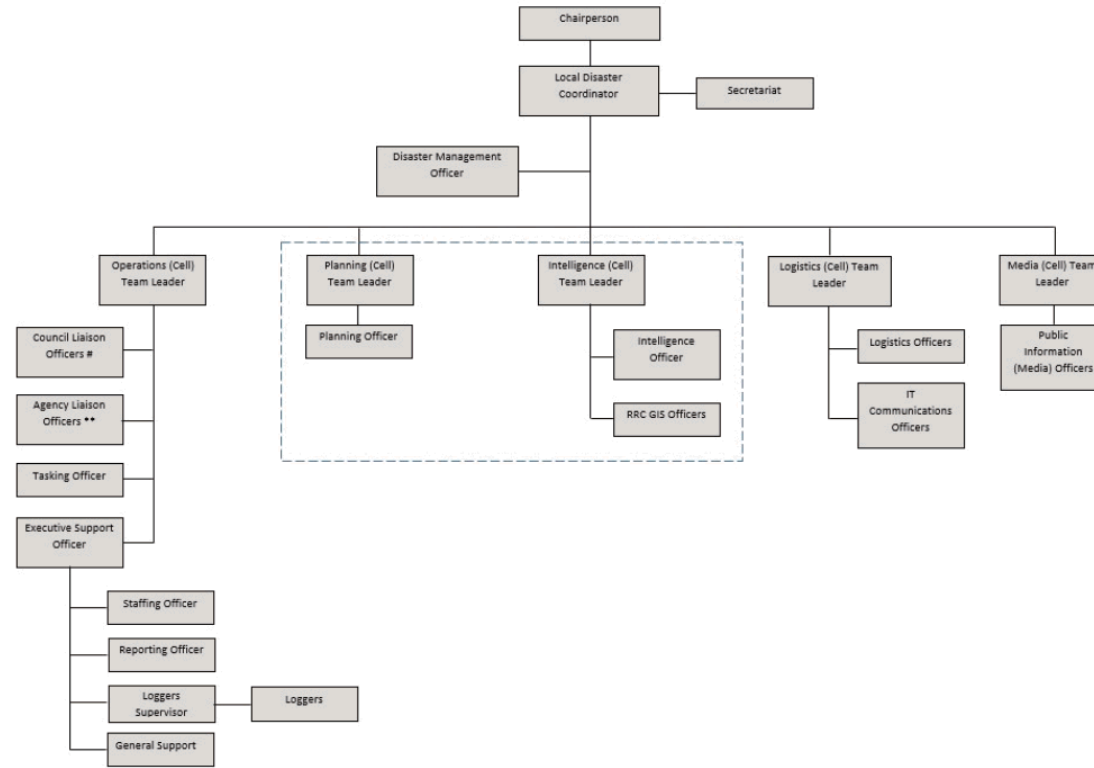 Chairperson
Local Disaster
Coordinator
Secretariat
Disaster Management
Officer
Operations (Cell)
Team Leader
Planning (Cell)
Team Leader
Intelligence (Cell)
Team Leader
Logistics (Cell) Team
Leader
Media (Cell) Team
Leader
Council Liaison
Officers #
Agency Liaison
Officers **
Tasking Officer
Executive Support
Officer
Planning Officer
Intelligence
Officer
RRC GIS Officers
Logistics Officers
IT
Communications
Officers
Public
Information
(Media) Officers
Staffing Officer
Reporting Officer
Loggers
Supervisor
Loggers
General Support